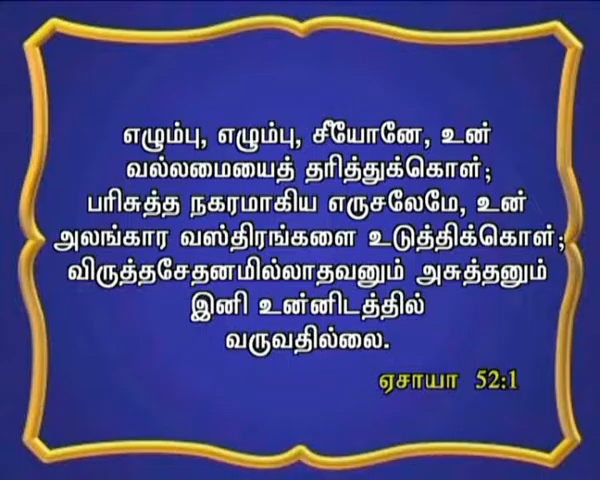 எழும்பு, எழும்பு, சீயோனே, உன்
வல்லமையைத் தரித்துக்கொள்;
பரிசுத்த நகரமாகிய எருசலேமே, உன்
அலங்கார வஸ்திரங்களை உடுத்திக்கொள்;
விருத்தசேதனமில்லாதவனும் அசுத்தனும்
இனி உன்னிடத்தில்
வருவதில்லை.
ஏசாயா 52:1